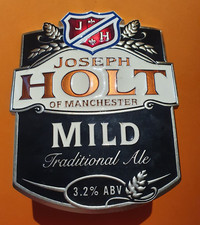 J H
JOSEPH
HOLT
OF MANCHESTER
MILD
Traditional Ale
3.2% ABV